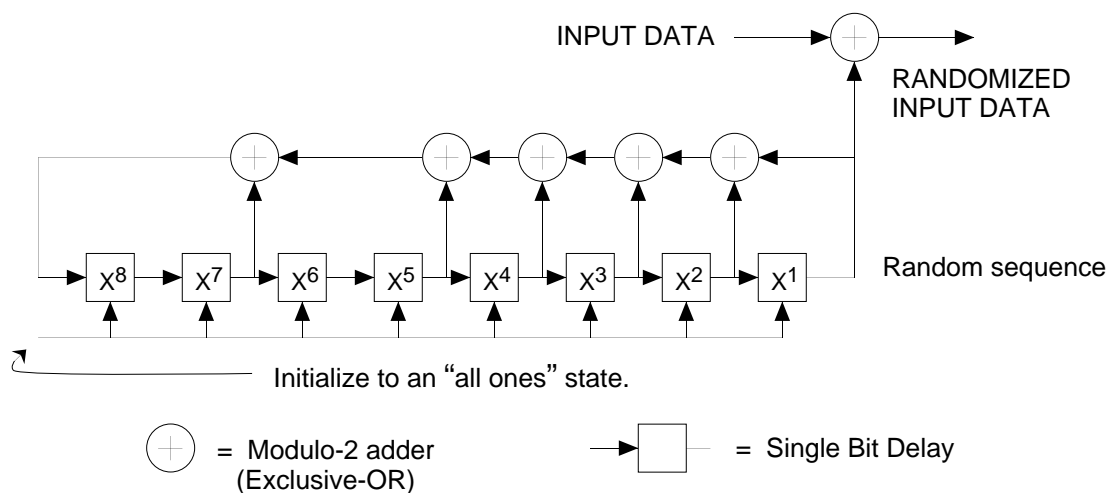 INPUT DATA
RANDOMIZED
INPUT DATA
X8 X7 X6 X5 X4 X3 X2 X1
Random sequence
Initialize to an “all ones” state.
= Modulo-2 adder
(Exclusive-OR)
= Single Bit Delay